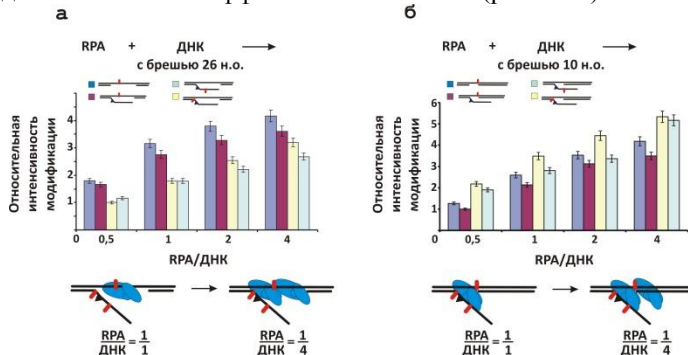 а
RPA + ДНК
с брешью 26 н.о.
Относительная
интенсивность
модификации
4
3
2
1
0
0,5 1 2 4
RPA/ДНК
RPA/ДНК = 1/1
RPA/ДНК = 1/4
б
RPA + ДНК
с брешью 10 н.о.
Относительная
интенсивность
модификации
6
5
4
3
2
1
0
0,5 1 2 4
RPA/ДНК
RPA/ДНК = 1/1
RPA/ДНК = 1/4